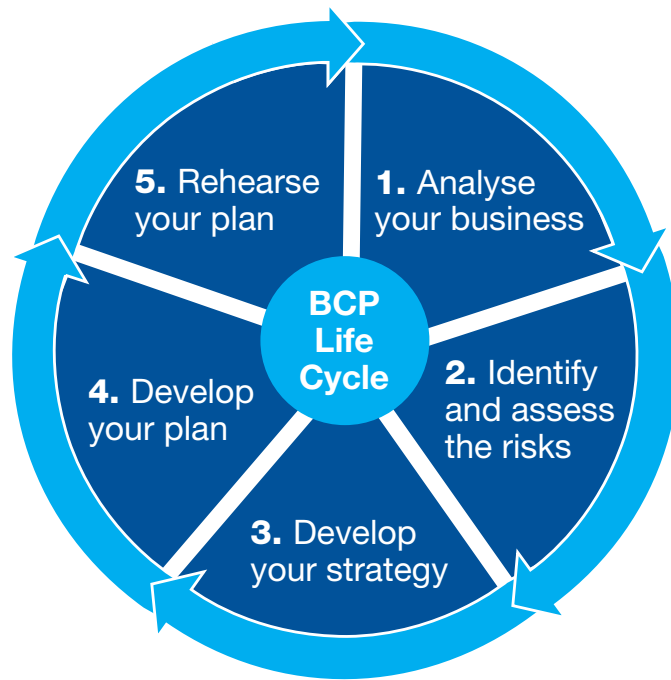 BCP
Life
Cycle
1. Analyse
your business
2. Identify
and assess
the risks
3. Develop
your strategy
4. Develop
your plan
5. Rehearse
your plan